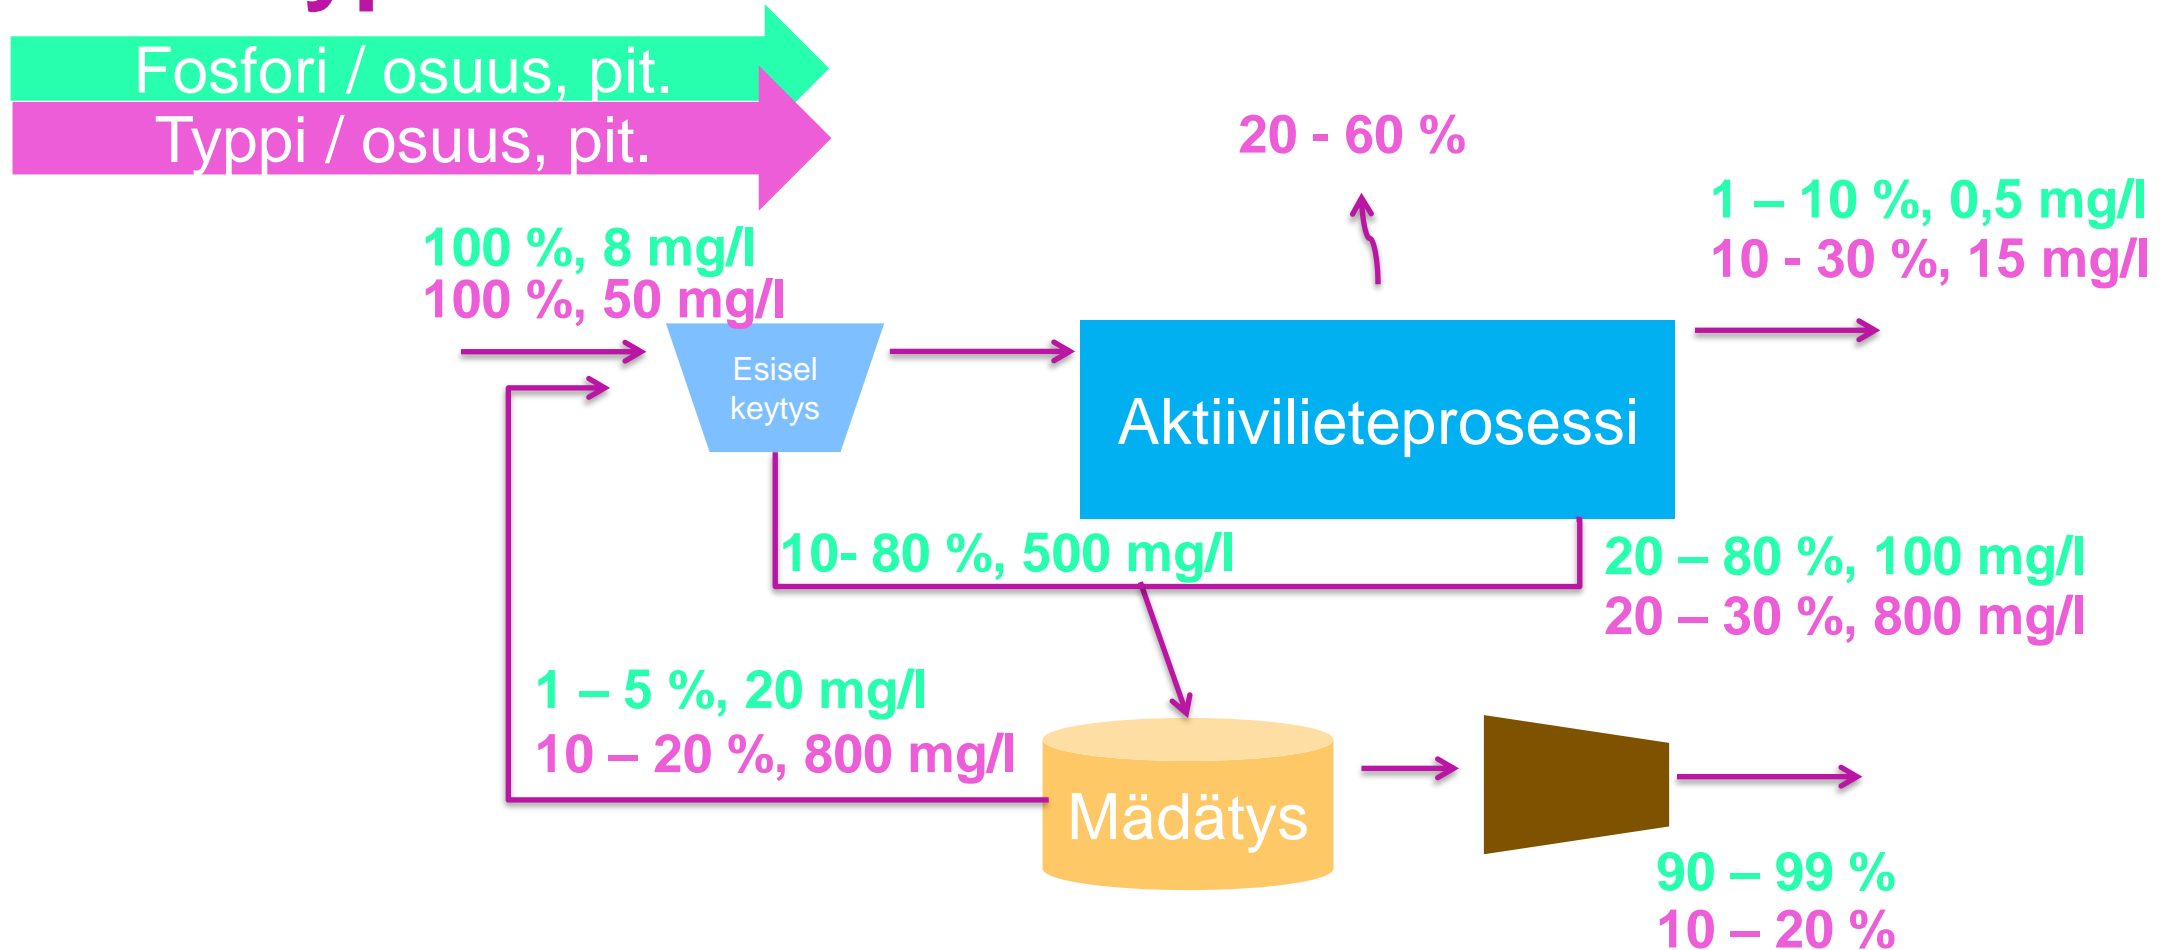 Fosfori / osuus, pit.
Typpi / osuus, pit.
20 - 60 %
1 – 10 %, 0,5 mg/l
10 - 30 %, 15 mg/l
100 %, 8 mg/l
100 %, 50 mg/l
Esisel
keytys
Aktiivilieteprosessi
10- 80 %, 500 mg/l
20 – 80 %, 100 mg/l
20 – 30 %, 800 mg/l
1 – 5 %, 20 mg/l
10 – 20 %, 800 mg/l
Mädätys
90 – 99 %
10 – 20 %